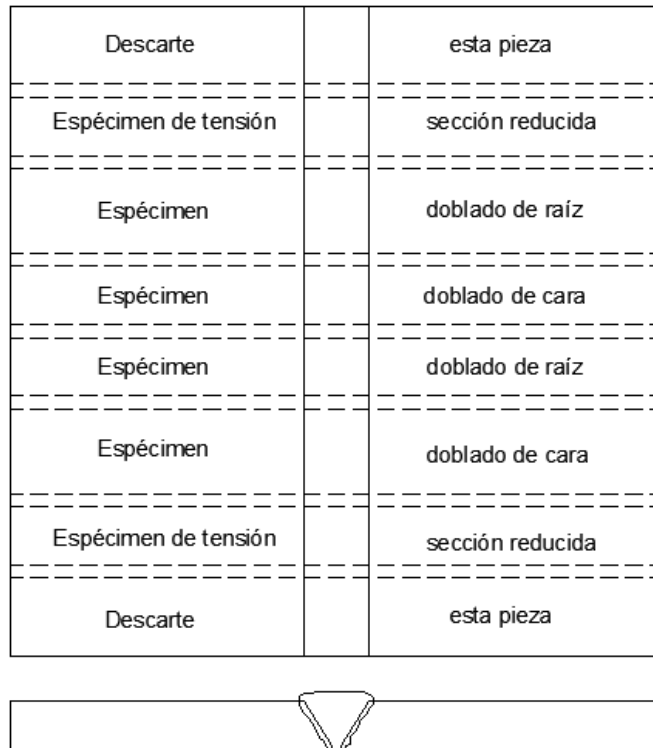 Descarte esta pieza
Espécimen de tensión sección reducida
Espécimen doblado de raíz
Espécimen doblado de cara
Espécimen doblado de raíz
Espécimen doblado de cara
Espécimen de tensión sección reducida
Descarte esta pieza